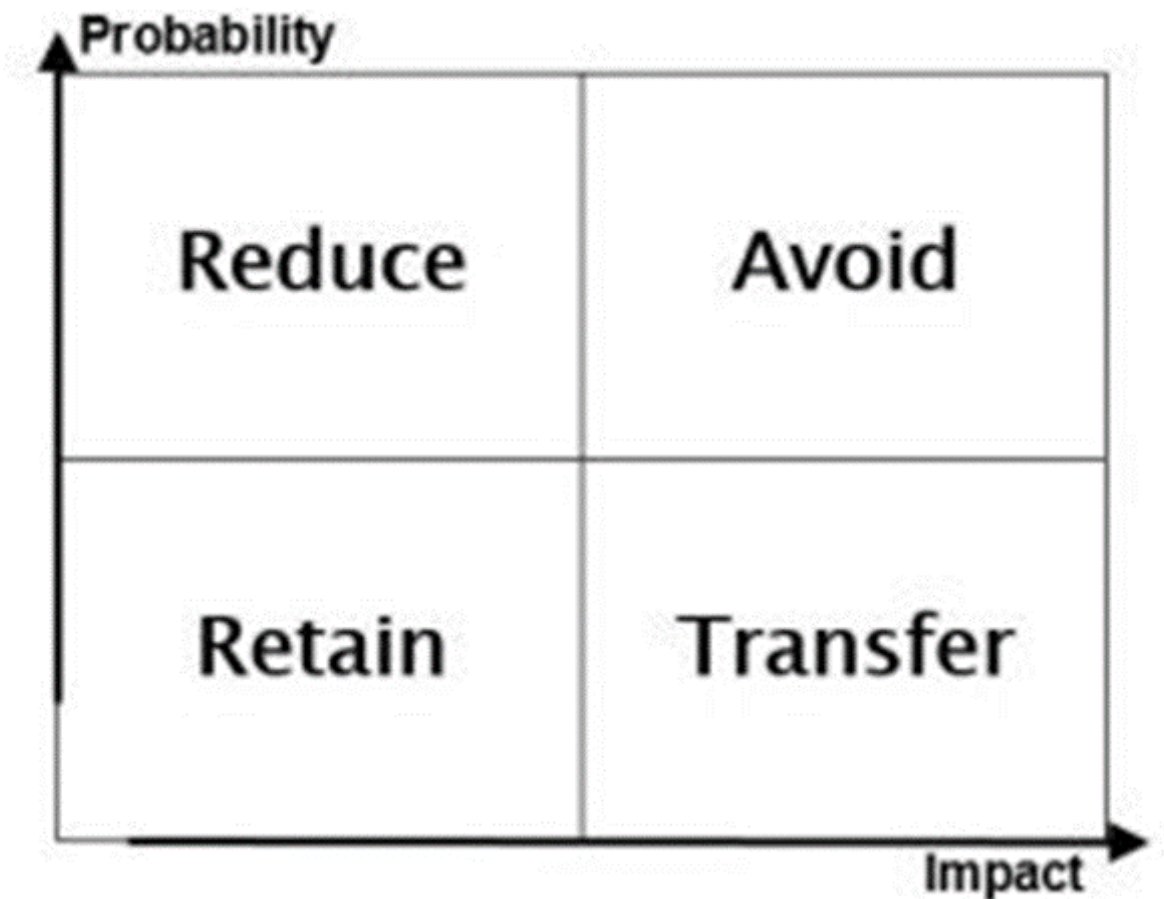 Probability
Reduce
Avoid
Retain
Transfer
Impact